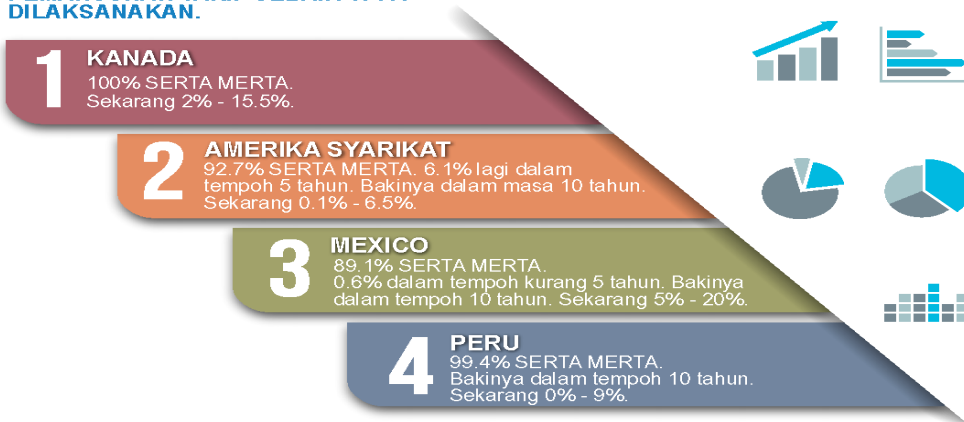 DILAKSANAKAN.
1
KANADA
100% SERTA MERTA.
Sekarang 2% - 15.5%.
2
AMERIKA SYARIKAT
92.7% SERTA MERTA. 6.1% lagi dalam
tempoh 5 tahun. Bakinya dalam masa 10 tahun.
Sekarang 0.1% - 6.5%.
3
MEXICO
89.1% SERTA MERTA.
0.6% dalam tempoh kurang 5 tahun. Bakinya
dalam tempoh 10 tahun. Sekarang 5% - 20%.
4
PERU
99.4% SERTA MERTA.
Bakinya dalam tempoh 10 tahun.
Sekarang 0% - 9%.